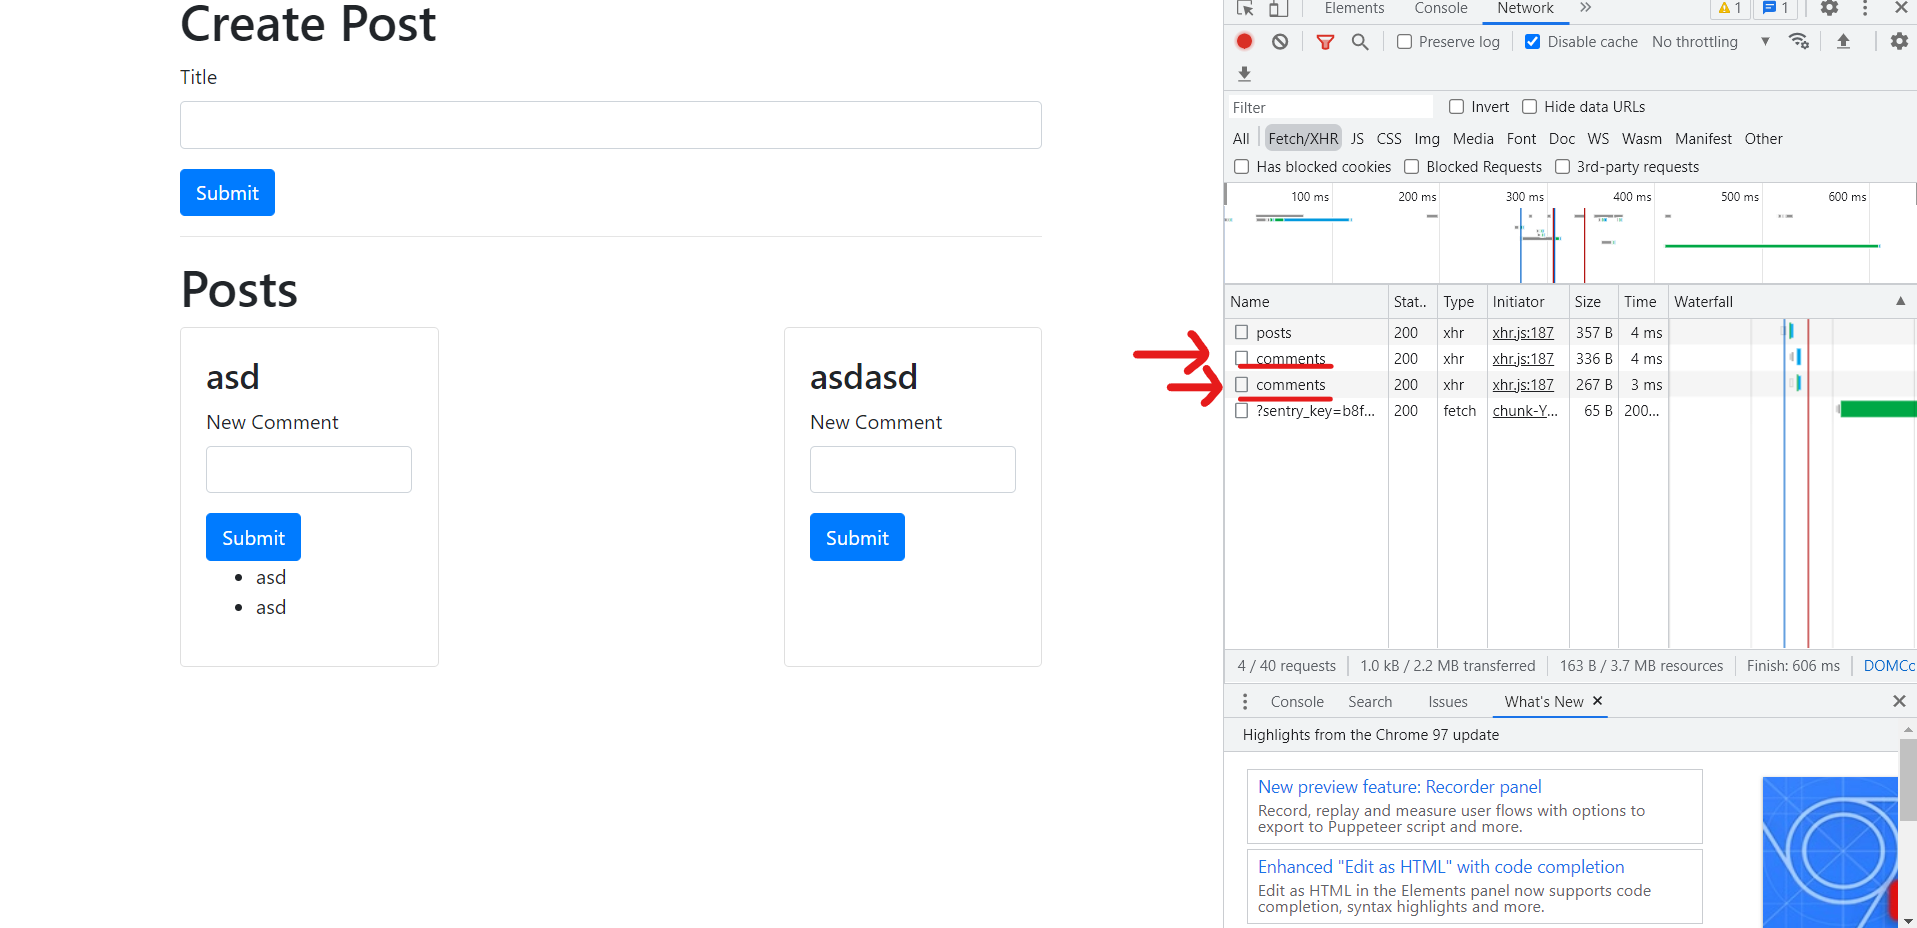 Create Post
Title
Submit
Posts
asd
New Comment
Submit
asd
asd
asdasd
New Comment
Submit
Elements Console Network 1 1
Preserve log Disable cache No throttling
Filter Invert Hide data URLs
All Fetch/XHR JS CSS Img Media Font Doc WS Wasm Manifest Other
Has blocked cookies Blocked Requests 3rd-party requests
100 ms 200 ms 300 ms 400 ms 500 ms 600 ms
Name Stat.. Type Initiator Size Time Waterfall
posts 200 xhr xhr.js:187 357 B 4 ms
comments 200 xhr xhr.js:187 336 B 4 ms
comments 200 xhr xhr.js:187 267 B 3 ms
?sentry_key=b8f... 200 fetch chunk-Y... 65 B 200...
4 / 40 requests 1.0 kB / 2.2 MB transferred 163 B / 3.7 MB resources Finish: 606 ms DOMCc
Console Search Issues What's New
Highlights from the Chrome 97 update
New preview feature: Recorder panel
Record, replay and measure user flows with options to
export to Puppeteer script and more.
Enhanced "Edit as HTML" with code completion
Edit as HTML in the Elements panel now supports code
completion, syntax highlights and more.